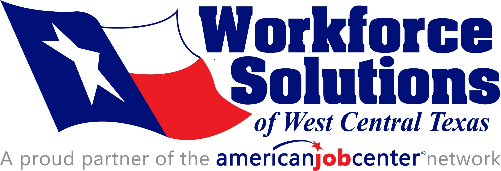 Workforce
Solutions
of West Central Texas
A proud partner of the americanjobcenter® network